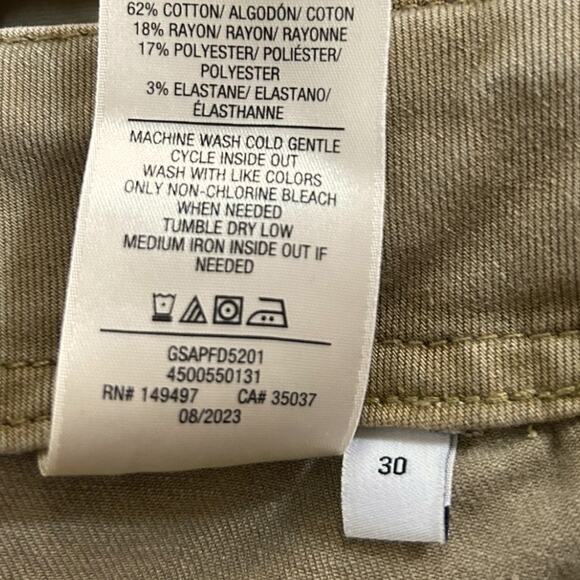 62% COTTON/ ALGODÓN/ COTON
18% RAYON/ RAYON/ RAYONNE
17% POLYESTER/ POLIÉSTER/
POLYESTER
3% ELASTANE/ ELASTANO/
ÉLASTHANNE
MACHINE WASH COLD GENTLE
CYCLE INSIDE OUT
WASH WITH LIKE COLORS
ONLY NON-CHLORINE BLEACH
WHEN NEEDED
TUMBLE DRY LOW
MEDIUM IRON INSIDE OUT IF
NEEDED
GSAPFD5201
4500550131
RN# 149497 CA# 35037
08/2023
30